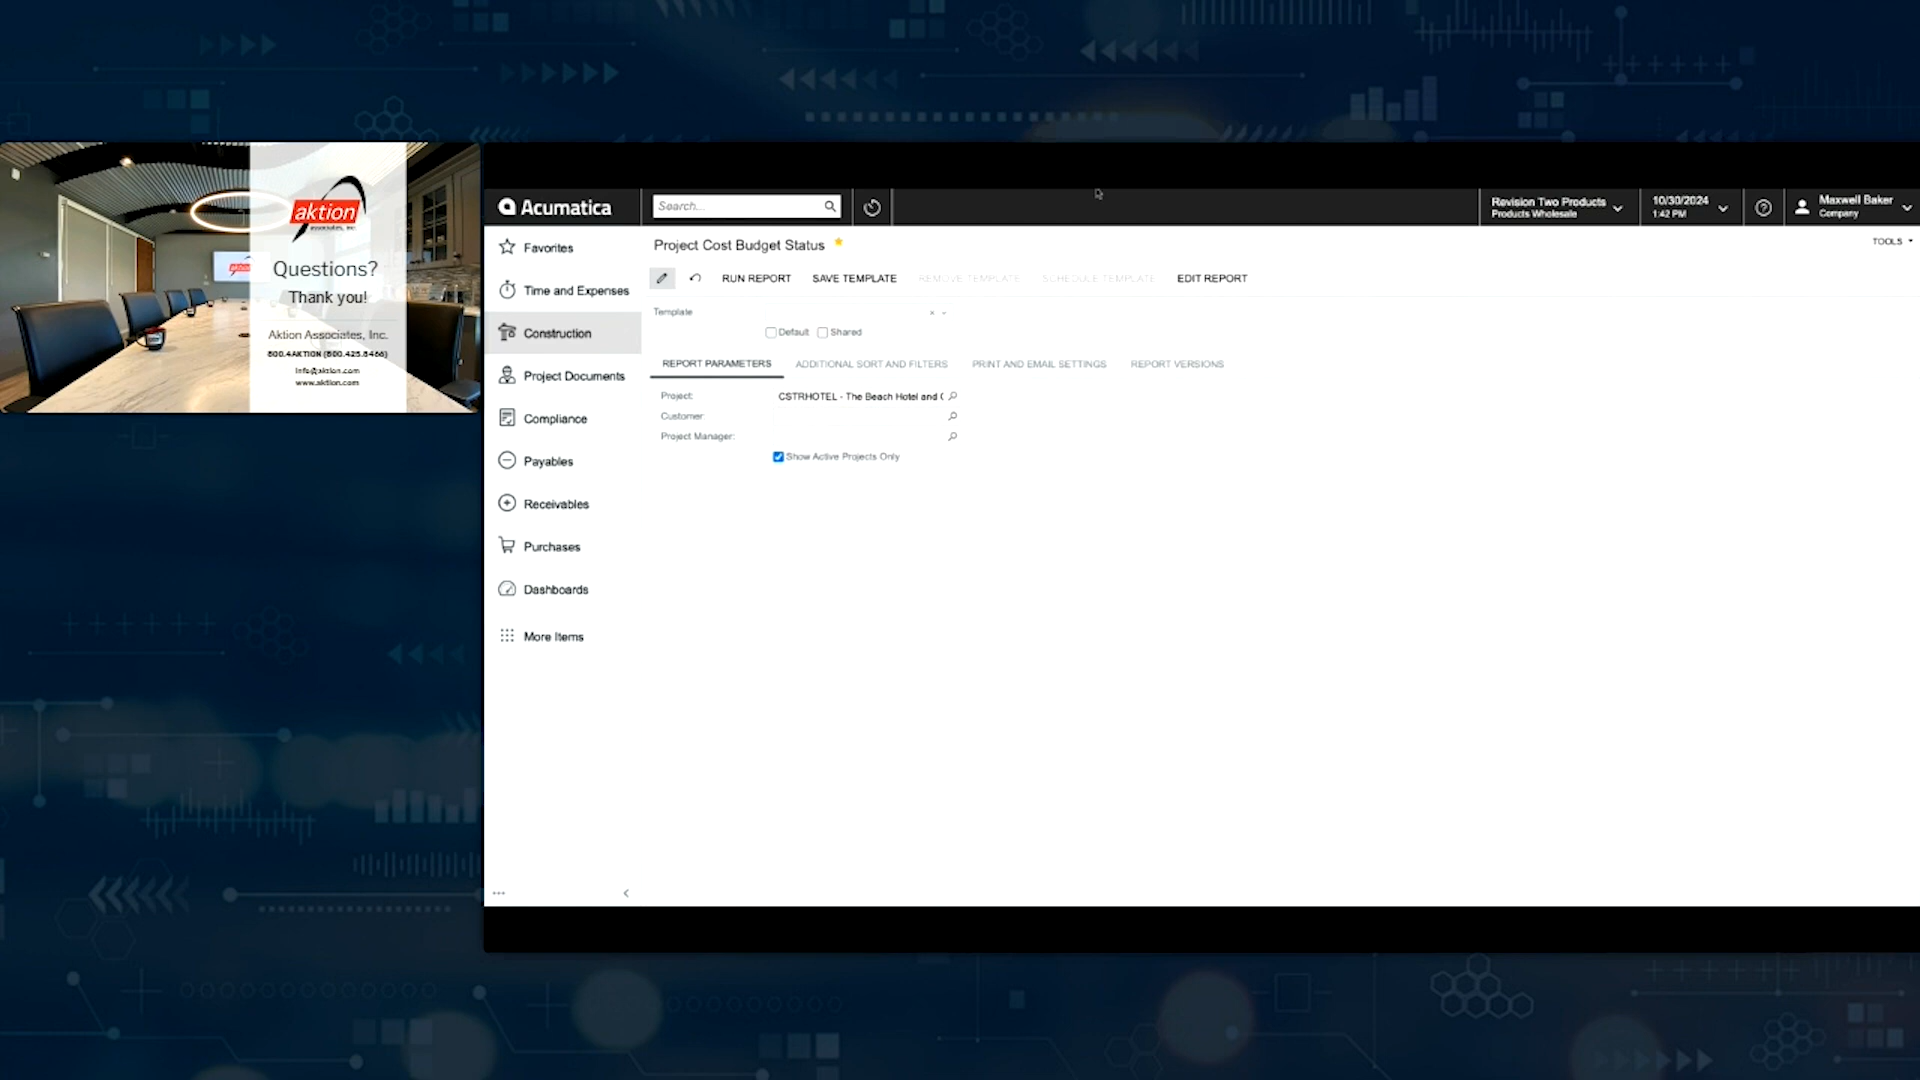 aktion
associates, inc.
Questions?
Thank you!
Aktion Associates, Inc.
800.4AKTION (800.425.8466)
info@aktion.com
www.aktion.com
Acumatica
Search...
Revision Two Products
Products Wholesale
10/30/2024
1:42 PM
Maxwell Baker
Company
Favorites
Time and Expenses
Construction
Project Documents
Compliance
Payables
Receivables
Purchases
Dashboards
More Items
Project Cost Budget Status
TOOLS
RUN REPORT SAVE TEMPLATE REMOVE TEMPLATE SCHEDULE TEMPLATE EDIT REPORT
Template
Default Shared
REPORT PARAMETERS ADDITIONAL SORT AND FILTERS PRINT AND EMAIL SETTINGS REPORT VERSIONS
Project: CSTRHOTEL - The Beach Hotel and
Customer:
Project Manager:
Show Active Projects Only